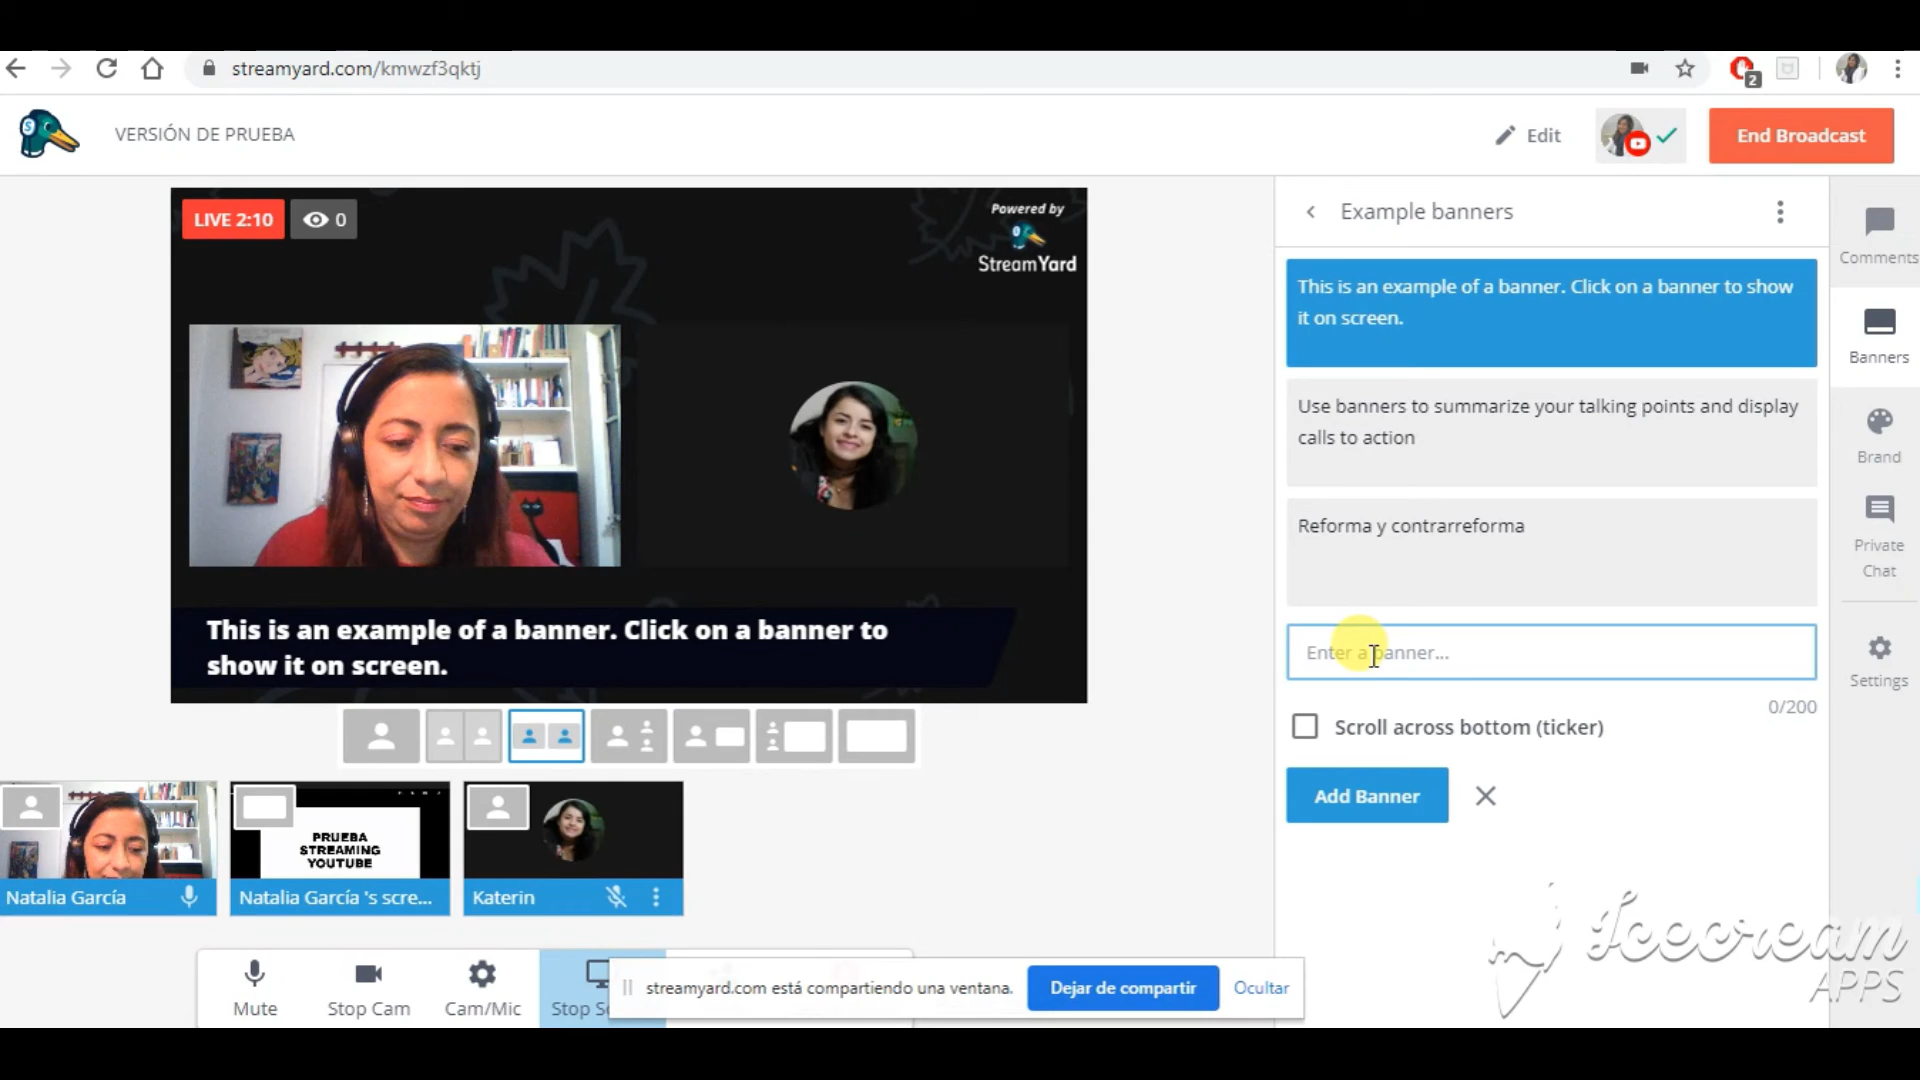 streamyard.com/kmwzf3qktj
2
VERSIÓN DE PRUEBA
Edit
End Broadcast
LIVE 2:10
0
Powered by
StreamYard
This is an example of a banner. Click on a banner to
show it on screen.
Natalia García
PRUEBA
STREAMING
YOUTUBE
Natalia García 's scre...
Katerin
Mute
Stop Cam
Cam/Mic
streamyard.com está compartiendo una ventana.
Dejar de compartir
Ocultar
Example banners
This is an example of a banner. Click on a banner to show
it on screen.
Use banners to summarize your talking points and display
calls to action
Reforma y contrarreforma
Enter a banner...
0/200
Scroll across bottom (ticker)
Add Banner
Comments
Banners
Brand
Private
Chat
Settings
Icecream
APPS